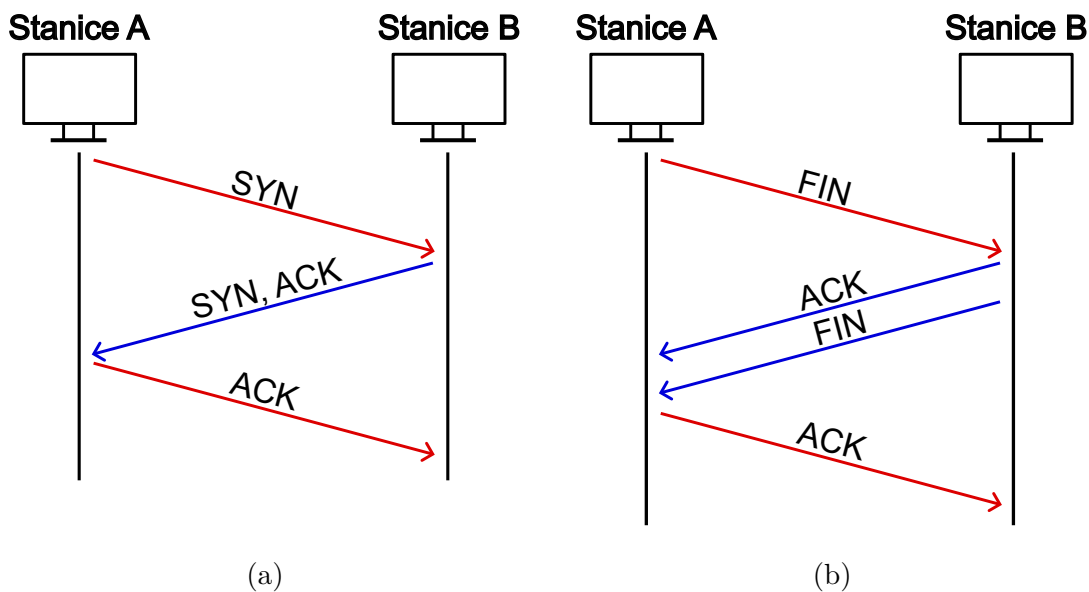 Stanice A
Stanice B
SYN
SYN, ACK
ACK
(a)
Stanice A
Stanice B
FIN
ACK
FIN
ACK
(b)